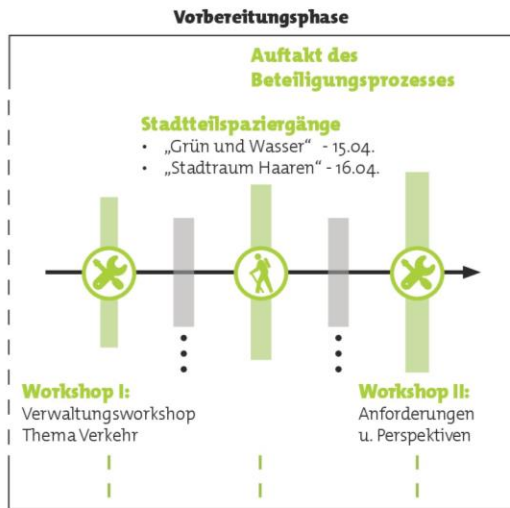 Vorbereitungsphase
Auftakt des
Beteiligungsprozesses
Stadtteilspaziergänge
• „Grün und Wasser“ - 15.04.
• „Stadtraum Haaren“ - 16.04.
Workshop I:
Verwaltungsworkshop
Thema Verkehr
Workshop II:
Anforderungen
u. Perspektiven